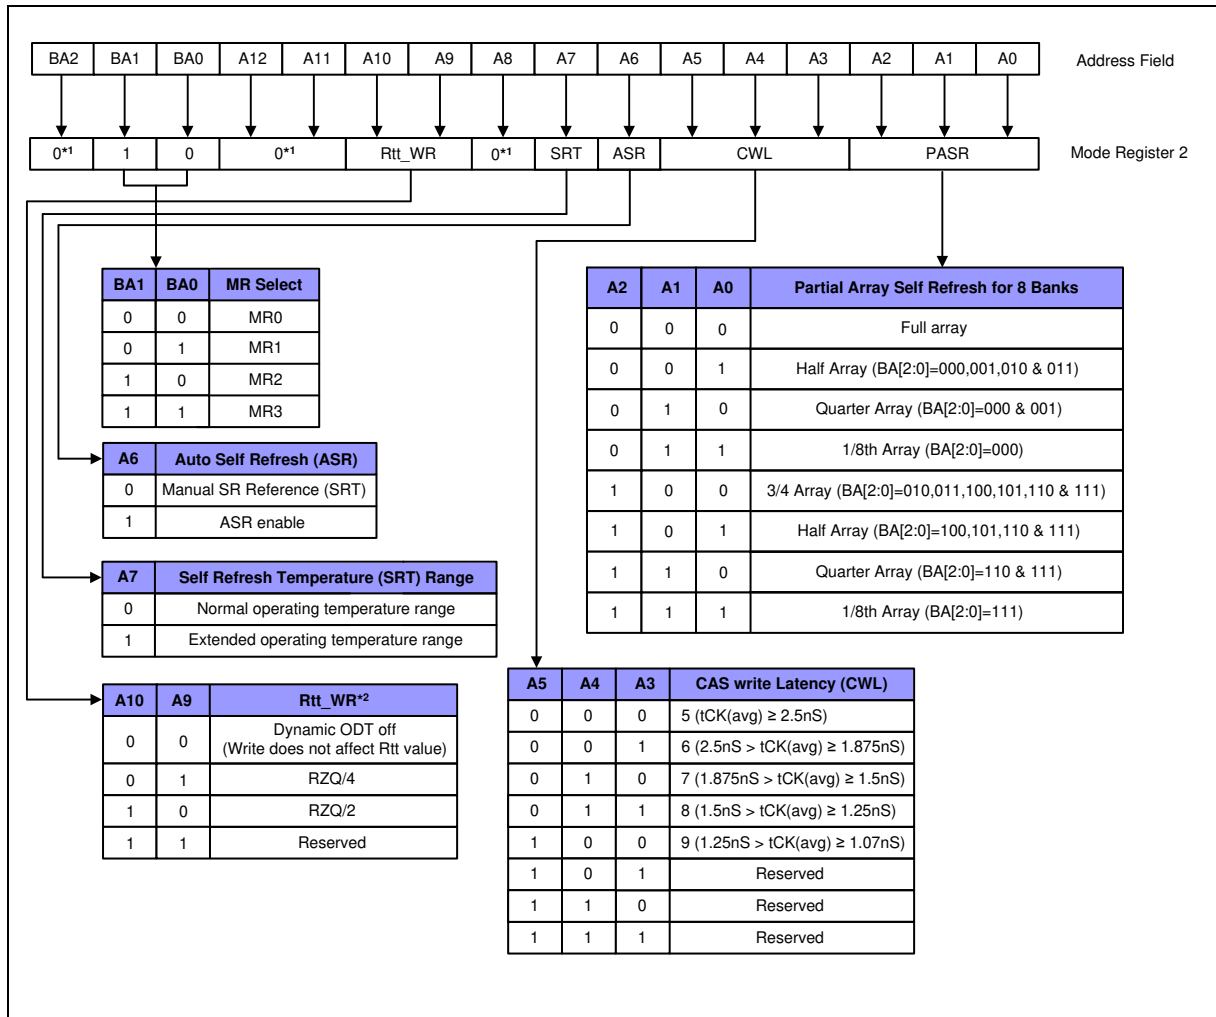 BA2 BA1 BA0 A12 A11 A10 A9 A8 A7 A6 A5 A4 A3 A2 A1 A0 Address Field
0*1 1 0 0*1 Rtt_WR 0*1 SRT ASR CWL PASR Mode Register 2
BA1 BA0 MR Select
0 0 MR0
0 1 MR1
1 0 MR2
1 1 MR3
A6 Auto Self Refresh (ASR)
0 Manual SR Reference (SRT)
1 ASR enable
A7 Self Refresh Temperature (SRT) Range
0 Normal operating temperature range
1 Extended operating temperature range
A10 A9 Rtt_WR*2
0 0 Dynamic ODT off
(Write does not affect Rtt value)
0 1 RZQ/4
1 0 RZQ/2
1 1 Reserved
A2 A1 A0 Partial Array Self Refresh for 8 Banks
0 0 0 Full array
0 0 1 Half Array (BA[2:0]=000,001,010 & 011)
0 1 0 Quarter Array (BA[2:0]=000 & 001)
0 1 1 1/8th Array (BA[2:0]=000)
1 0 0 3/4 Array (BA[2:0]=010,011,100,101,110 & 111)
1 0 1 Half Array (BA[2:0]=100,101,110 & 111)
1 1 0 Quarter Array (BA[2:0]=110 & 111)
1 1 1 1/8th Array (BA[2:0]=111)
A5 A4 A3 CAS write Latency (CWL)
0 0 0 5 (tCK(avg) ≥ 2.5nS)
0 0 1 6 (2.5nS > tCK(avg) ≥ 1.875nS)
0 1 0 7 (1.875nS > tCK(avg) ≥ 1.5nS)
0 1 1 8 (1.5nS > tCK(avg) ≥ 1.25nS)
1 0 0 9 (1.25nS > tCK(avg) ≥ 1.07nS)
1 0 1 Reserved
1 1 0 Reserved
1 1 1 Reserved